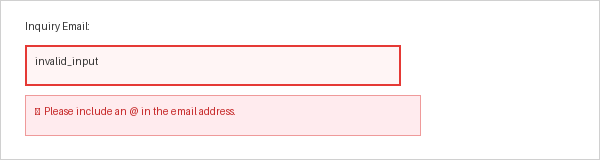 Inquiry Email:
invalid_input
Please include an @ in the email address.